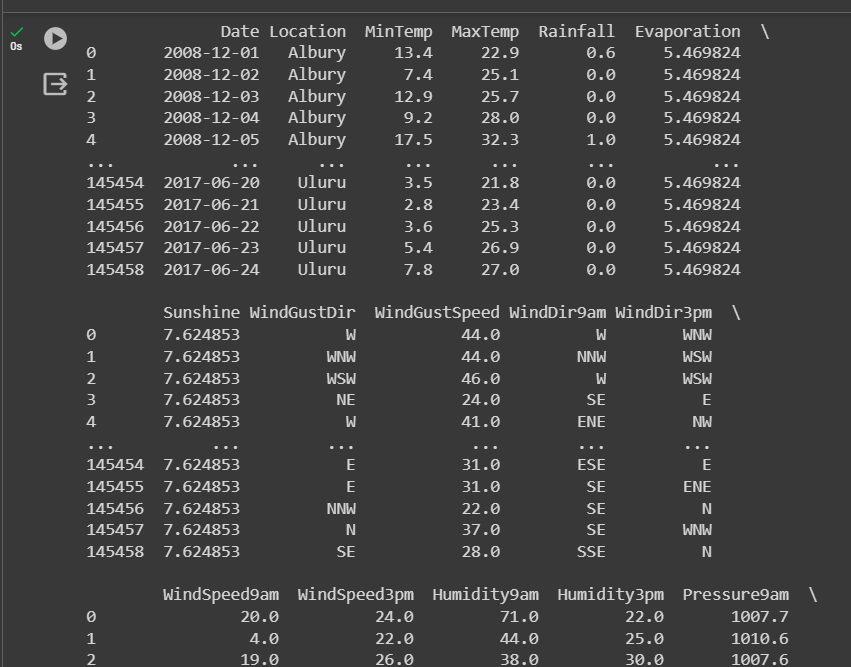 0s
Date Location MinTemp MaxTemp Rainfall Evaporation \
0 2008-12-01 Albury 13.4 22.9 0.6 5.469824
1 2008-12-02 Albury 7.4 25.1 0.0 5.469824
2 2008-12-03 Albury 12.9 25.7 0.0 5.469824
3 2008-12-04 Albury 9.2 28.0 0.0 5.469824
4 2008-12-05 Albury 17.5 32.3 1.0 5.469824
... ... ... ... ... ... ...
145454 2017-06-20 Uluru 3.5 21.8 0.0 5.469824
145455 2017-06-21 Uluru 2.8 23.4 0.0 5.469824
145456 2017-06-22 Uluru 3.6 25.3 0.0 5.469824
145457 2017-06-23 Uluru 5.4 26.9 0.0 5.469824
145458 2017-06-24 Uluru 7.8 27.0 0.0 5.469824
Sunshine WindGustDir WindGustSpeed WindDir9am WindDir3pm \
0 7.624853 W 44.0 W WNW
1 7.624853 WNW 44.0 NNW WSW
2 7.624853 WSW 46.0 W WSW
3 7.624853 NE 24.0 SE E
4 7.624853 W 41.0 ENE NW
... ... ... ... ... ...
145454 7.624853 E 31.0 ESE E
145455 7.624853 E 31.0 SE ENE
145456 7.624853 NNW 22.0 SE N
145457 7.624853 N 37.0 SE WNW
145458 7.624853 SE 28.0 SSE N
WindSpeed9am WindSpeed3pm Humidity9am Humidity3pm Pressure9am \
0 20.0 24.0 71.0 22.0 1007.7
1 4.0 22.0 44.0 25.0 1010.6
2 19.0 26.0 38.0 30.0 1007.6